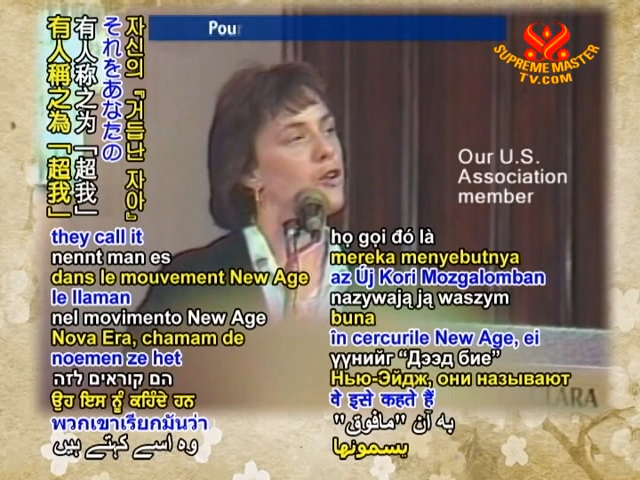 Pour
SUPREME MASTER
TV.COM
有人稱之為「超我」
有人称之为「超我」
それをあなたの
자신의『거듭난 자아』
Our U.S.
Association
member
they call it
nennt man es
dans le mouvement New Age
le llaman
nel movimento New Age
Nova Era, chamam de
noemen ze het
הם קוראים לזה
ਉਹ ਇਸ ਨੂੰ ਕਹਿੰਦੇ ਹਨ
พวกเขาเรียกมันว่า
وہ اسے کہتے ہیں
họ gọi đó là
mereka menyebutnya
az Új Kori Mozgalomban
nazywają ją waszym
buna
în cercurile New Age, ei
үүнийг “Дээд бие”
Нью-Эйдж, они называют
वे इसे कहते हैं
به آن "مافوق"
يسمونها
LARA